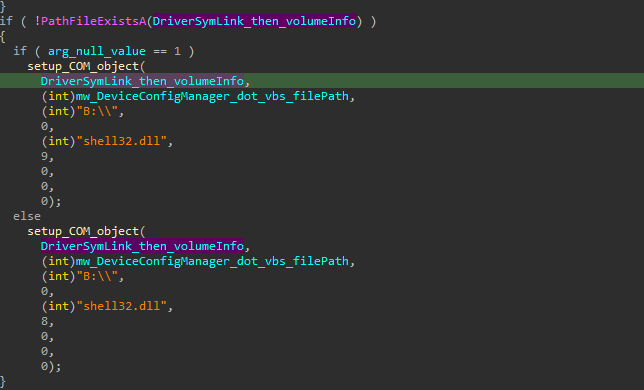 }
if ( !PathFileExistsA(DriverSymLink_then_volumeInfo) )
{
if ( arg_null_value == 1 )
setup_COM_object(
DriverSymLink_then_volumeInfo,
(int)mw_DeviceConfigManager_dot_vbs_filePath,
(int)"B:\\",
0,
(int)"shell32.dll",
9,
0,
0,
0);
else
setup_COM_object(
DriverSymLink_then_volumeInfo,
(int)mw_DeviceConfigManager_dot_vbs_filePath,
(int)"B:\\",
0,
(int)"shell32.dll",
8,
0,
0,
0);
}